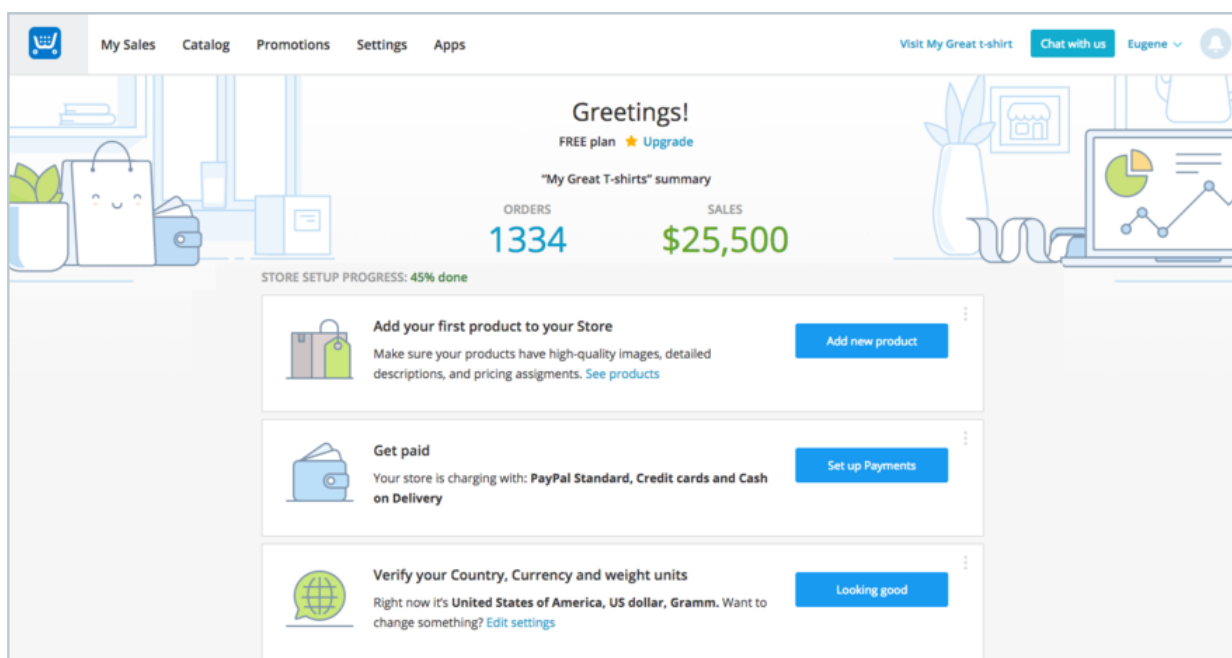 My Sales Catalog Promotions Settings Apps Visit My Great t-shirt Chat with us Eugene
Greetings!
FREE plan Upgrade
"My Great T-shirts" summary
ORDERS SALES
1334 $25,500
STORE SETUP PROGRESS: 45% done
Add your first product to your Store
Make sure your products have high-quality images, detailed
descriptions, and pricing assigments. See products
Add new product
Get paid
Your store is charging with: PayPal Standard, Credit cards and Cash
on Delivery
Set up Payments
Verify your Country, Currency and weight units
Right now it's United States of America, US dollar, Gramm. Want to
change something? Edit settings
Looking good